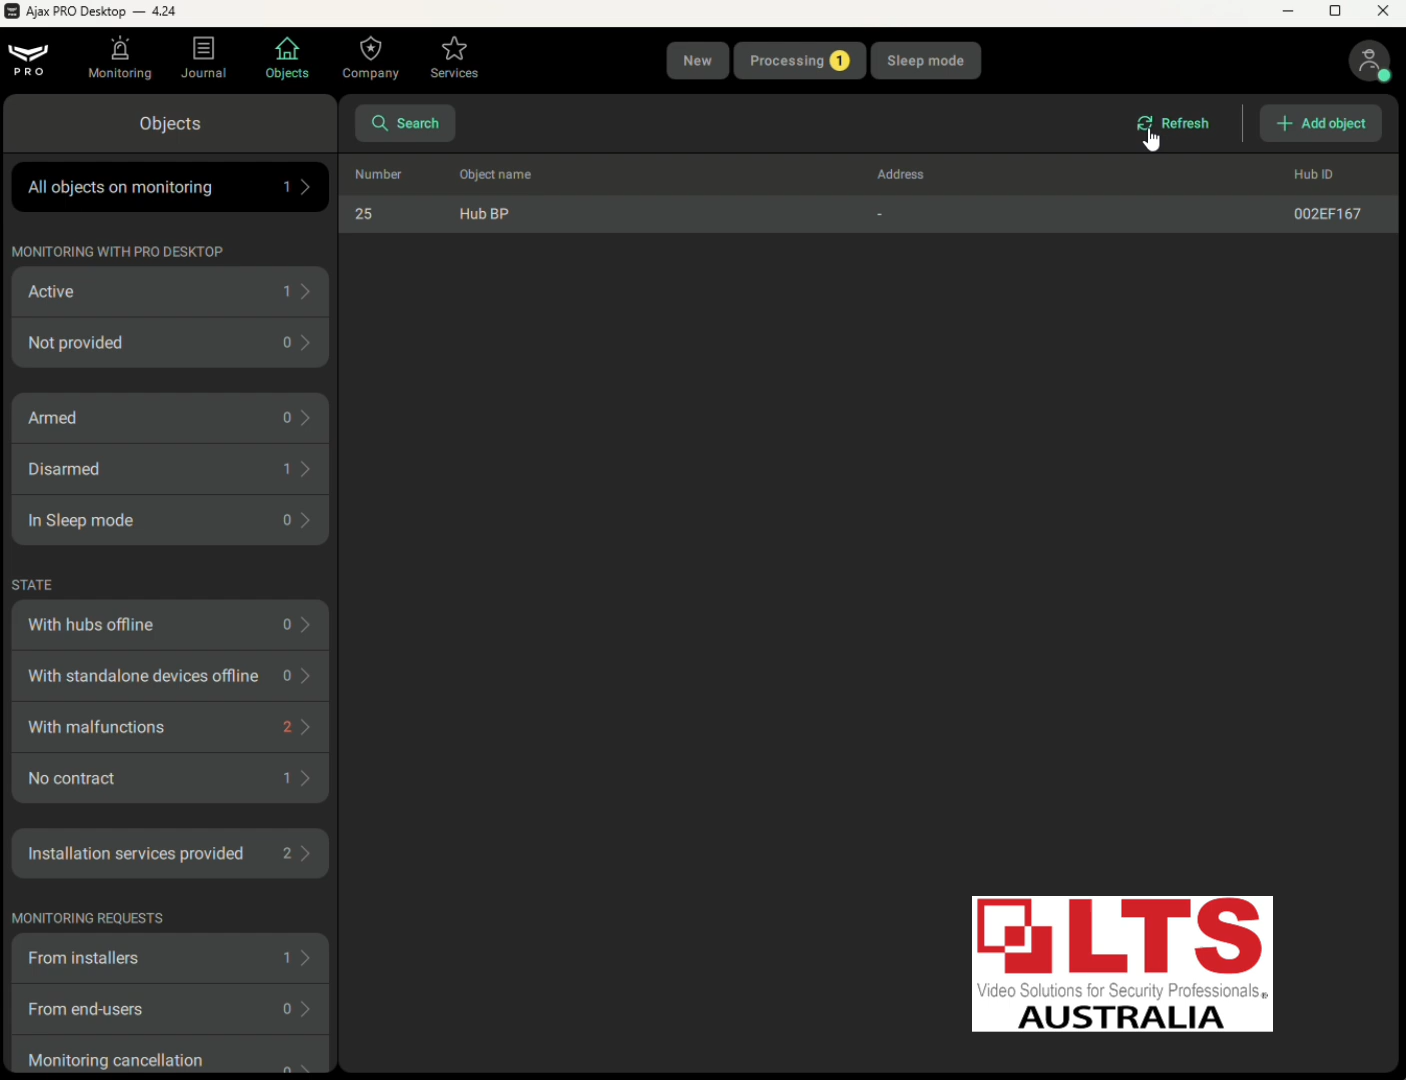 Ajax PRO Desktop — 4.24
PRO
Monitoring
Journal
Objects
Company
Services
New
Processing 1
Sleep mode
Objects
Search
Refresh
Add object
All objects on monitoring 1
Number Object name Address Hub ID
25 Hub BP - 002EF167
MONITORING WITH PRO DESKTOP
Active 1
Not provided 0
Armed 0
Disarmed 1
In Sleep mode 0
STATE
With hubs offline 0
With standalone devices offline 0
With malfunctions 2
No contract 1
Installation services provided 2
MONITORING REQUESTS
From installers 1
From end-users 0
Monitoring cancellation 0
LTS
Video Solutions for Security Professionals®
AUSTRALIA